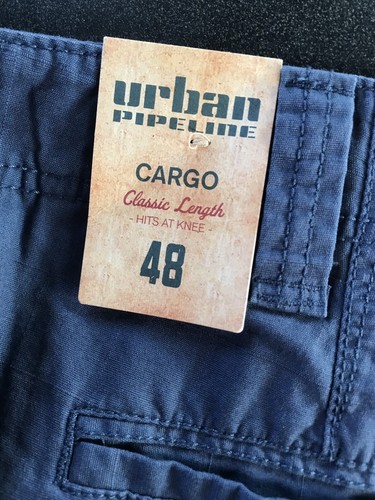 urban
PIPELINE
CARGO
Classic Length
- HITS AT KNEE -
48